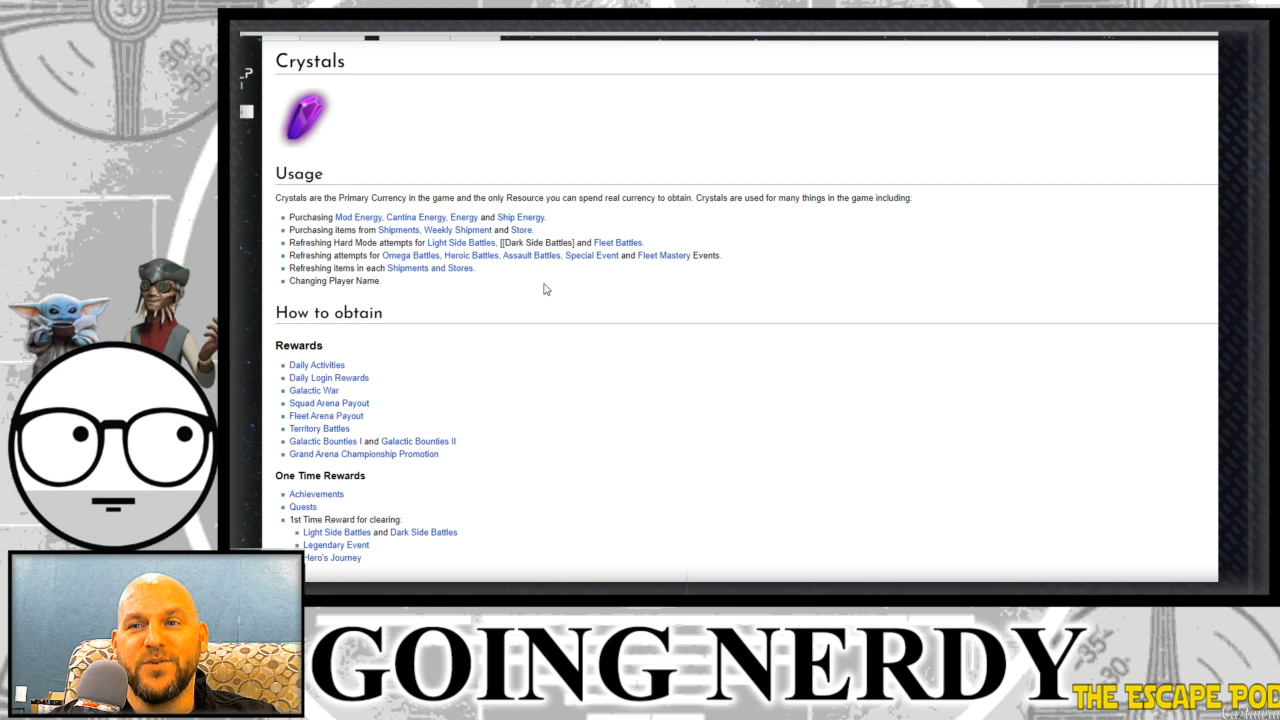 Crystals
Usage
Crystals are the Primary Currency in the game and the only Resource you can spend real currency to obtain. Crystals are used for many things in the game including:
Purchasing Mod Energy, Cantina Energy, Energy and Ship Energy.
Purchasing items from Shipments, Weekly Shipment and Store.
Refreshing Hard Mode attempts for Light Side Battles, [[Dark Side Battles] and Fleet Battles.
Refreshing attempts for Omega Battles, Heroic Battles, Assault Battles, Special Event and Fleet Mastery Events.
Refreshing items in each Shipments and Stores.
Changing Player Name.
How to obtain
Rewards
Daily Activities
Daily Login Rewards
Galactic War
Squad Arena Payout
Fleet Arena Payout
Territory Battles
Galactic Bounties I and Galactic Bounties II
Grand Arena Championship Promotion
One Time Rewards
Achievements
Quests
1st Time Reward for clearing:
Light Side Battles and Dark Side Battles
Legendary Event
Hero's Journey
GOING NERDY
THE ESCAPE POD